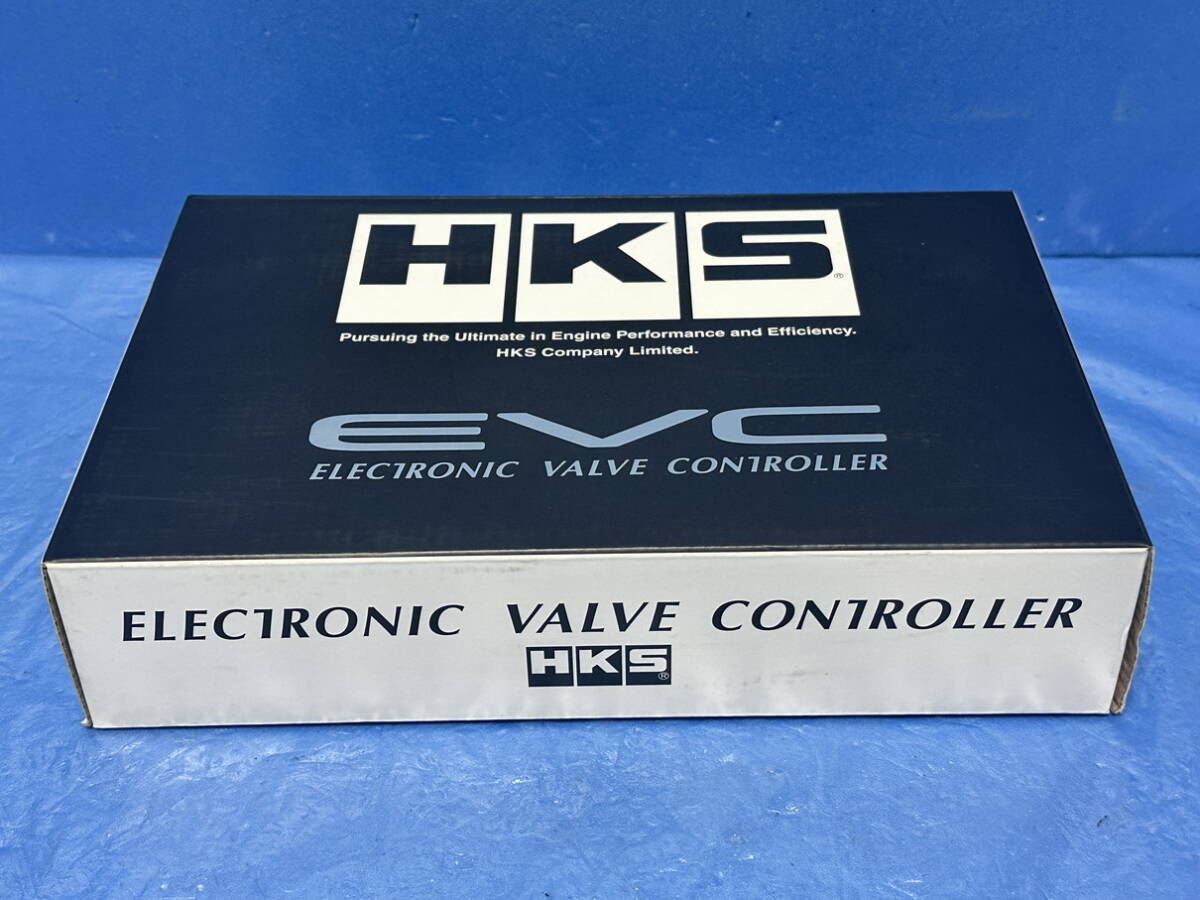 HKS®
Pursuing the Ultimate in Engine Performance and Efficiency.
HKS Company Limited.
EVC
ELECTRONIC VALVE CONTROLLER
ELECTRONIC VALVE CONTROLLER
HKS®